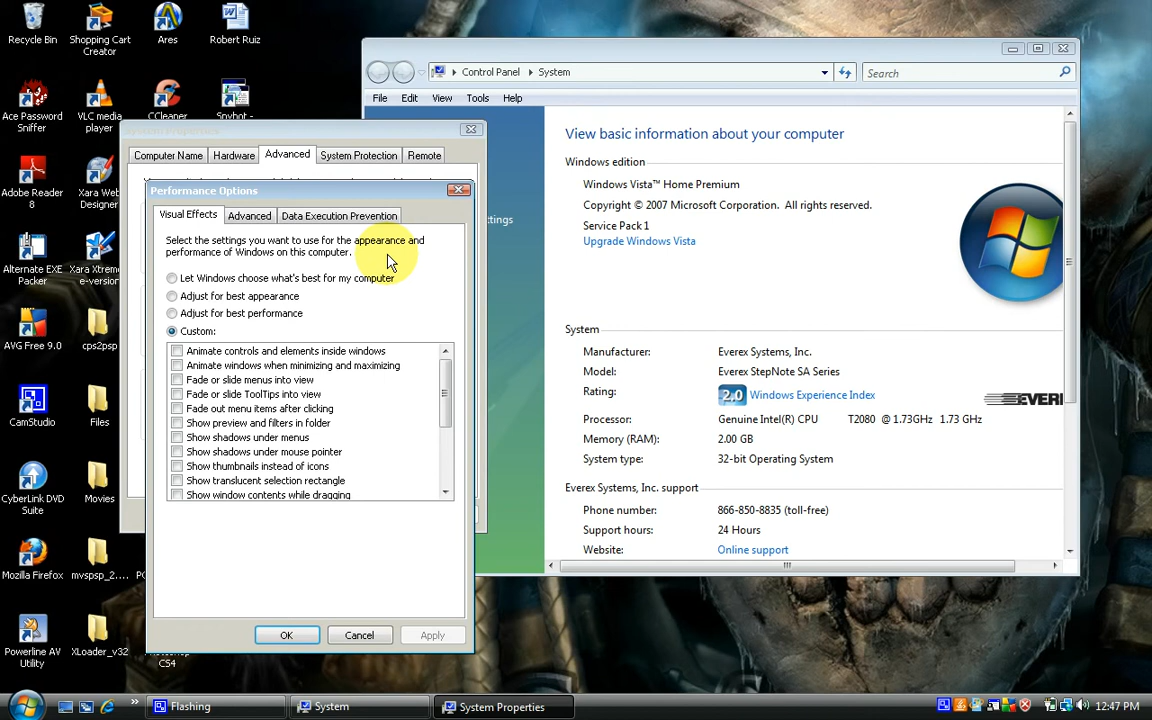 Recycle Bin
Shopping Cart
Creator
Ares
Robert Ruiz
Ace Password
Sniffer
VLC media
player
CCleaner
Spybot -
Adobe Reader
8
Xara Web
Designer
Alternate EXE
Packer
Xara Xtreme
e-version
AVG Free 9.0
cps2psp
CamStudio
Files
CyberLink DVD
Suite
Movies
Mozilla Firefox
mvspsp_2....
Powerline AV
Utility
XLoader_v32
CS4
Control Panel
System
Search
File
Edit
View
Tools
Help
ttings
View basic information about your computer
Windows edition
Windows Vista™ Home Premium
Copyright © 2007 Microsoft Corporation. All rights reserved.
Service Pack 1
Upgrade Windows Vista
System
Manufacturer: Everex Systems, Inc.
Model: Everex StepNote SA Series
Rating: 2.0 Windows Experience Index
EVERE
Processor: Genuine Intel(R) CPU T2080 @ 1.73GHz 1.73 GHz
Memory (RAM): 2.00 GB
System type: 32-bit Operating System
Everex Systems, Inc. support
Phone number: 866-850-8835 (toll-free)
Support hours: 24 Hours
Website: Online support
System Properties
Computer Name
Hardware
Advanced
System Protection
Remote
Performance Options
Visual Effects
Advanced
Data Execution Prevention
Select the settings you want to use for the appearance and
performance of Windows on this computer.
Let Windows choose what's best for my computer
Adjust for best appearance
Adjust for best performance
Custom:
Animate controls and elements inside windows
Animate windows when minimizing and maximizing
Fade or slide menus into view
Fade or slide ToolTips into view
Fade out menu items after clicking
Show preview and filters in folder
Show shadows under menus
Show shadows under mouse pointer
Show thumbnails instead of icons
Show translucent selection rectangle
Show window contents while dragging
OK
Cancel
Apply
Flashing
System
System Properties
12:47 PM